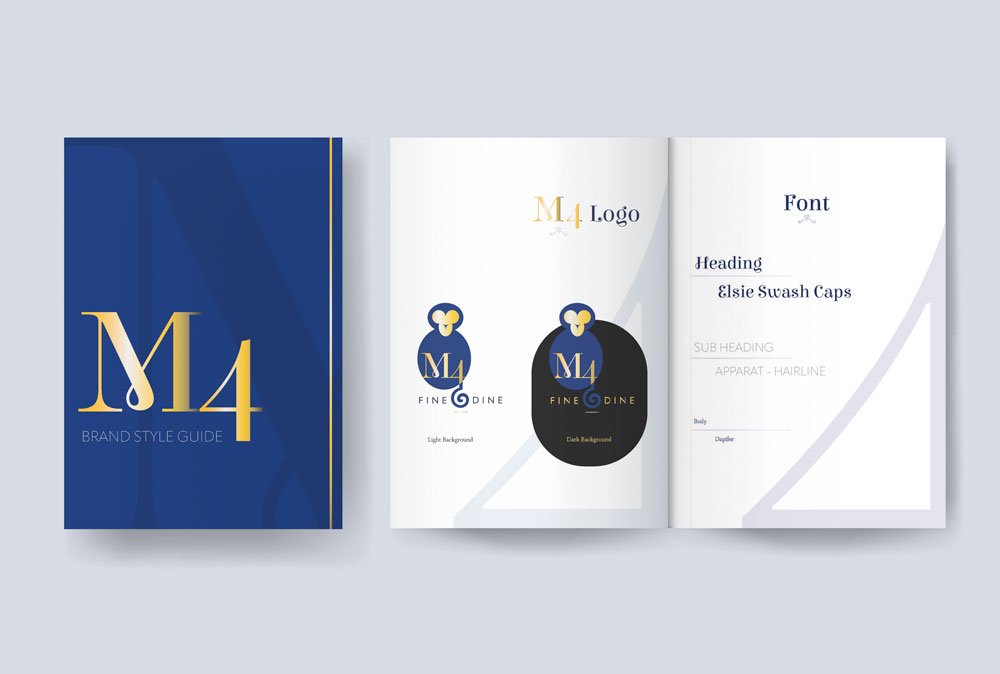 M4
BRAND STYLE GUIDE
M4 Logo
M4
FINE DINE
Light Background
M4
FINE DINE
Dark Background
Font
Heading
Elsie Swash Caps
SUB HEADING
APPARAT - HAIRLINE
Body
Dapifer